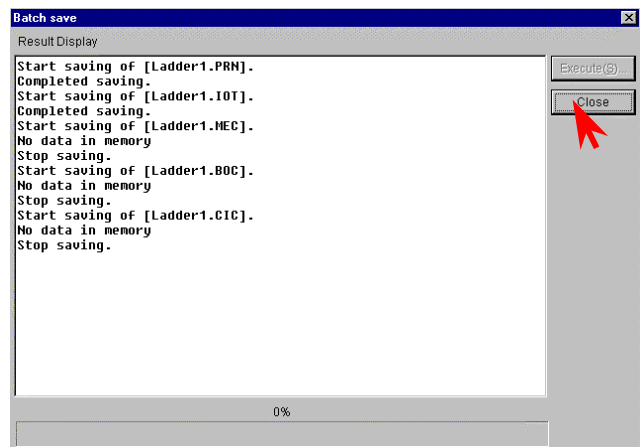 Batch save
Result Display
Start saving of [Ladder1.PRN].
Completed saving.
Start saving of [Ladder1.IOT].
Completed saving.
Start saving of [Ladder1.MEC].
No data in memory
Stop saving.
Start saving of [Ladder1.BOC].
No data in memory
Stop saving.
Start saving of [Ladder1.CIC].
No data in memory
Stop saving.
Execute(S)...
Close
0%